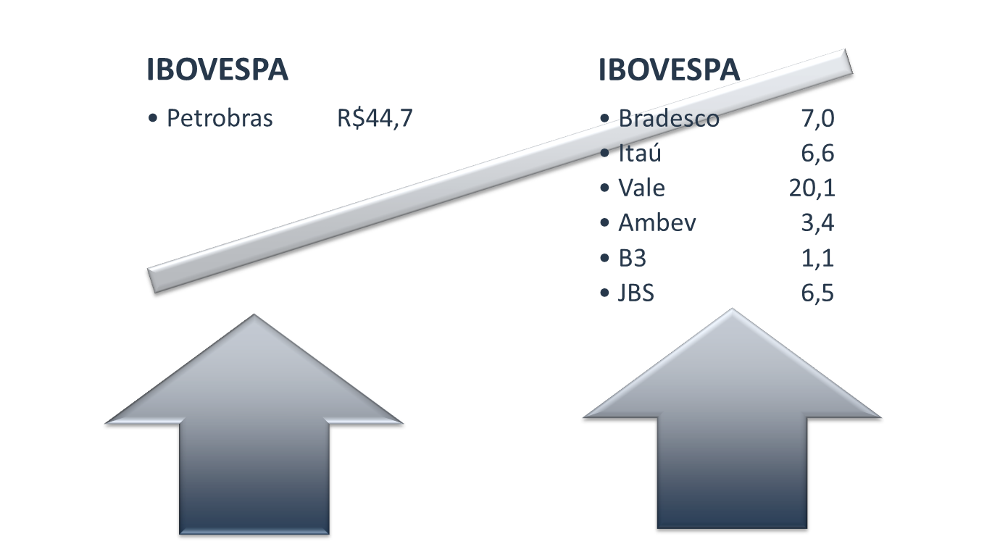 IBOVESPA
• Petrobras R$44,7
IBOVESPA
• Bradesco 7,0
• Itaú 6,6
• Vale 20,1
• Ambev 3,4
• B3 1,1
• JBS 6,5